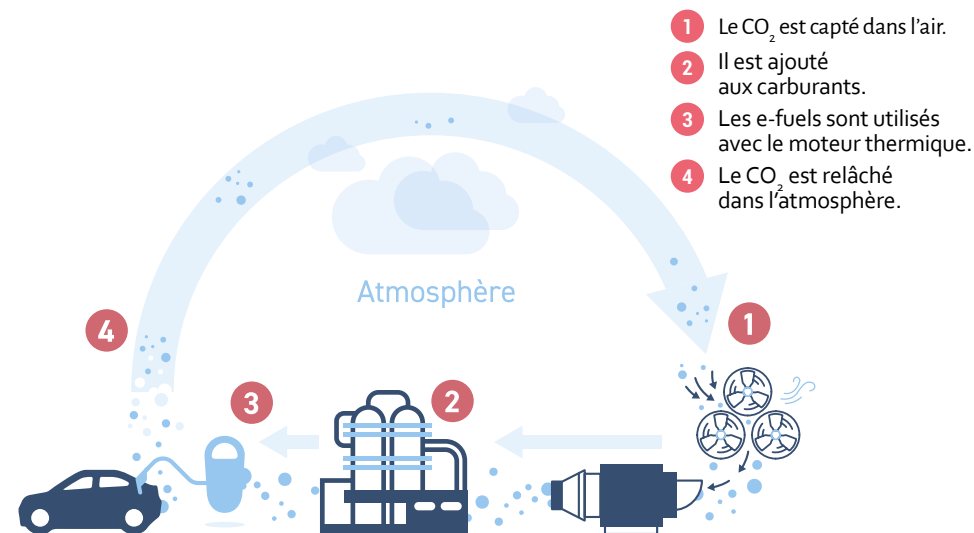 1 Le CO₂ est capté dans l'air.
2 Il est ajouté
aux carburants.
3 Les e-fuels sont utilisés
avec le moteur thermique.
4 Le CO₂ est relâché
dans l'atmosphère.
Atmosphère
4
1
3
2